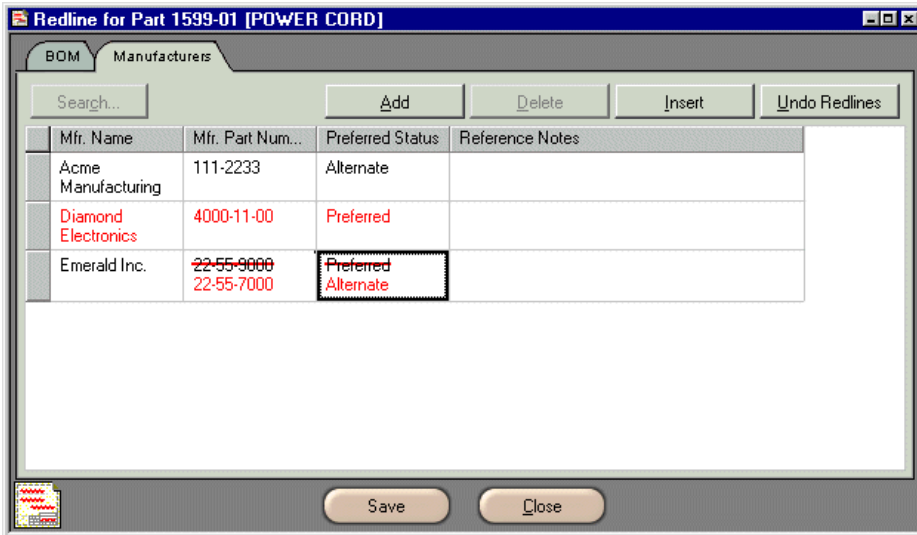 Redline for Part 1599-01 [POWER CORD]
BOM
Manufacturers
Search...
Add
Delete
Insert
Undo Redlines
Mfr. Name
Mfr. Part Num...
Preferred Status
Reference Notes
Acme
Manufacturing
111-2233
Alternate
Diamond
Electronics
4000-11-00
Preferred
Emerald Inc.
22-55-9000
22-55-7000
Preferred
Alternate
Save
Close